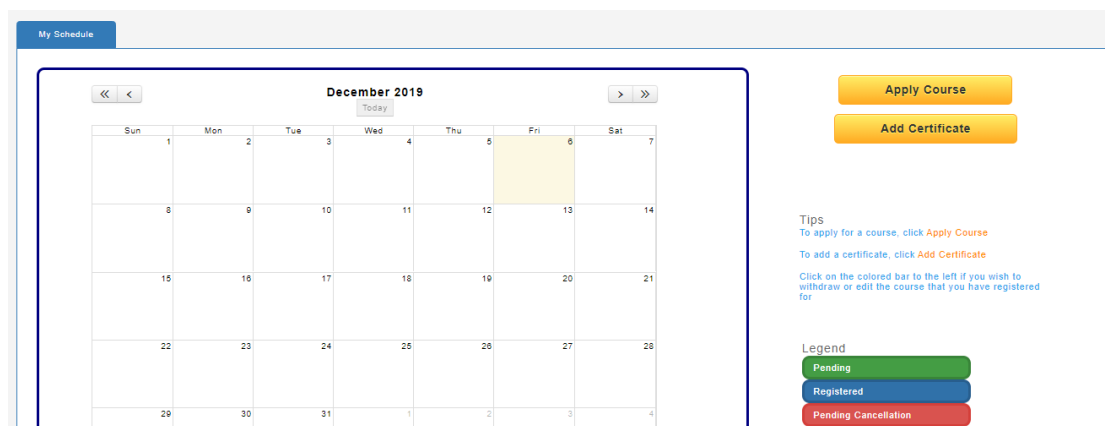 My Schedule
December 2019
Today
Sun Mon Tue Wed Thu Fri Sat
1 2 3 4 5 6 7
8 9 10 11 12 13 14
15 16 17 18 19 20 21
22 23 24 25 26 27 28
29 30 31 1 2 3 4
Apply Course
Add Certificate
Tips
To apply for a course, click Apply Course
To add a certificate, click Add Certificate
Click on the colored bar to the left if you wish to
withdraw or edit the course that you have registered
for
Legend
Pending
Registered
Pending Cancellation